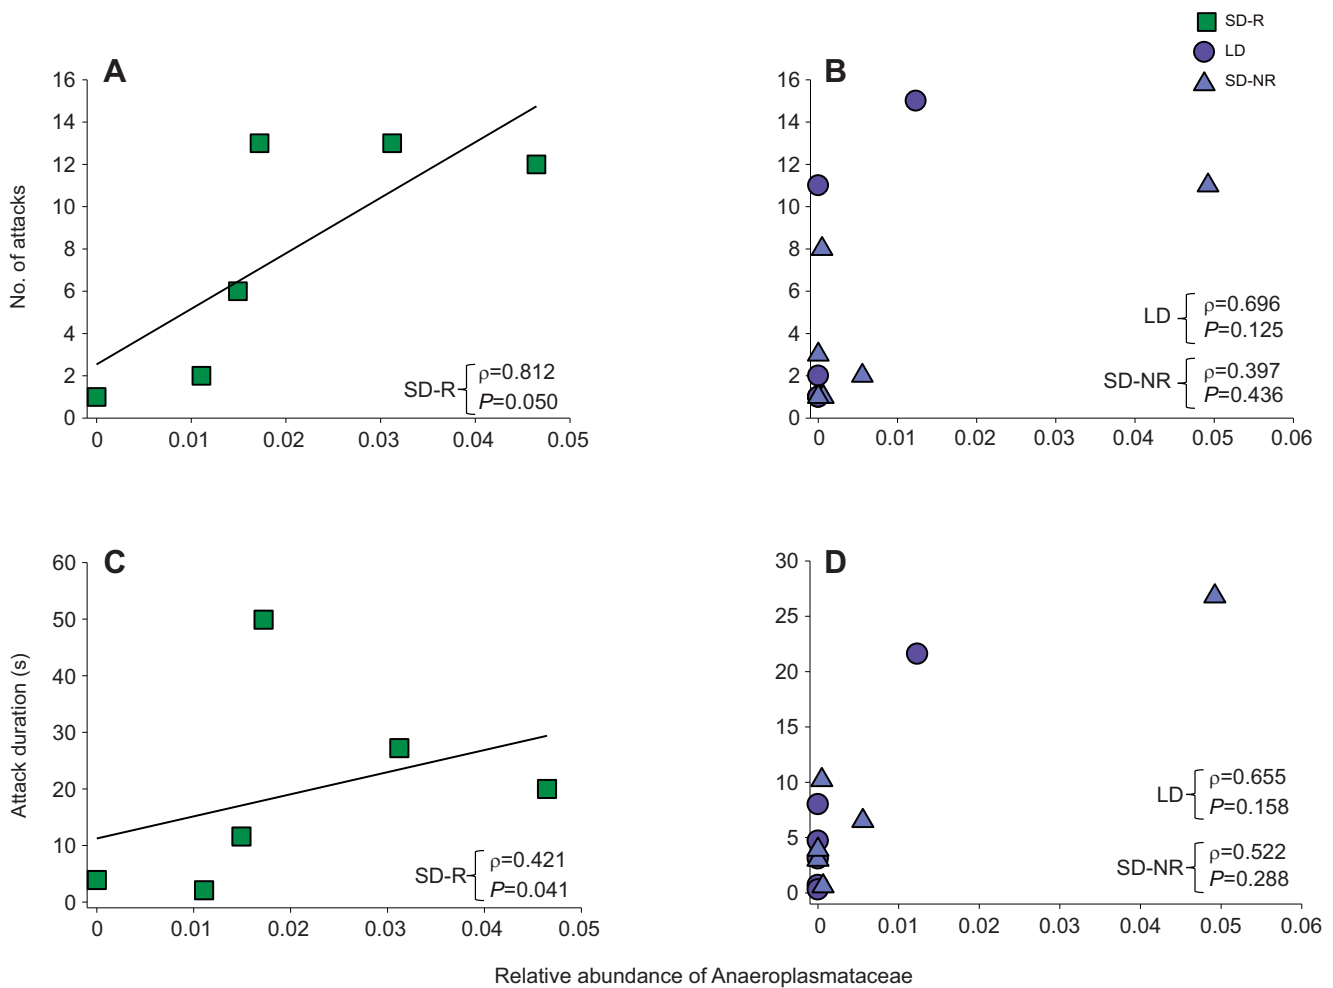 SD-R
LD
SD-NR
A
No. of attacks
16
14
12
10
8
6
4
2
0
0
0.01
0.02
0.03
0.04
0.05
SD-R
ρ=0.812
P=0.050
B
16
14
12
10
8
6
4
2
0
0
0.01
0.02
0.03
0.04
0.05
0.06
LD
ρ=0.696
P=0.125
SD-NR
ρ=0.397
P=0.436
C
Attack duration (s)
60
50
40
30
20
10
0
0
0.01
0.02
0.03
0.04
0.05
SD-R
ρ=0.421
P=0.041
D
30
25
20
15
10
5
0
0
0.01
0.02
0.03
0.04
0.05
0.06
LD
ρ=0.655
P=0.158
SD-NR
ρ=0.522
P=0.288
Relative abundance of Anaeroplasmataceae